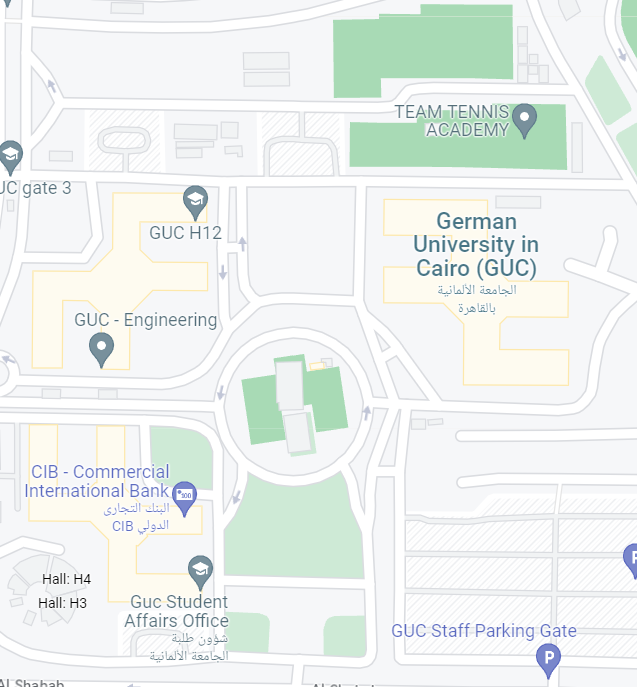 TEAM TENNIS
ACADEMY
UC gate 3
GUC H12
German
University in
Cairo (GUC)
الجامعة الألمانية
بالقاهرة
GUC - Engineering
CIB - Commercial
International Bank
البنك التجارى
الدولي CIB
Hall: H4
Hall: H3
Guc Student
Affairs Office
شؤون طلبة
الجامعة الألمانية
GUC Staff Parking Gate
P
P
Al Shahab